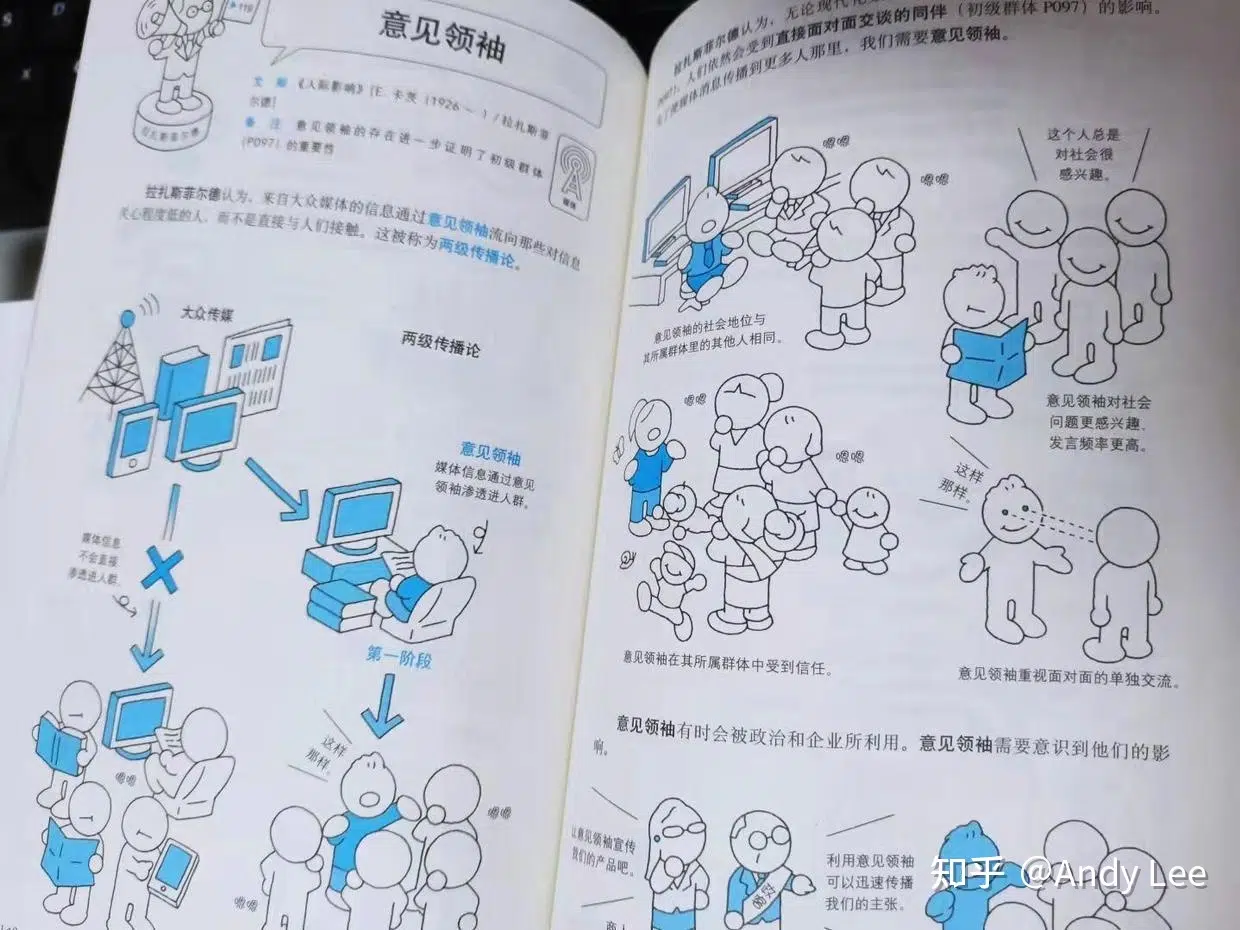 ▶118
意见领袖
拉扎斯菲尔德
文 献 《人际影响》(E. 卡茨(1926 ~ )/拉扎斯菲
尔德)
备 注 意见领袖的存在进一步证明了初级群体
(P097)的重要性
媒体
拉扎斯菲尔德认为,来自大众媒体的信息通过意见领袖流向那些对信息
关心程度低的人,而不是直接与人们接触。这被称为两级传播论。
大众传媒
两级传播论
意见领袖
媒体信息通过意见
领袖渗透进人群。
媒体信息
不会直接
渗透进人群。
第一阶段
这样
那样。
嗯嗯
嗯嗯
嗯嗯
拉扎斯菲尔德认为,无论现代化
P097),人们依然会受到直接面对面交谈的同伴(初级群体 P097)的影响。
为了使媒体消息传播到更多人那里,我们需要意见领袖。
嗯嗯
嗯嗯
意见领袖的社会地位与
其所属群体里的其他人相同。
这个人总是
对社会很
感兴趣。
意见领袖对社会
问题更感兴趣,
发言频率更高。
嗯嗯
嗯嗯
意见领袖在其所属群体中受到信任。
这样
那样。
意见领袖重视面对面的单独交流。
意见领袖有时会被政治和企业所利用。意见领袖需要意识到他们的影
响。
让意见领袖宣传
我们的产品吧。
商人
利用意见领袖
可以迅速传播
我们的主张。
知乎 @Andy Lee